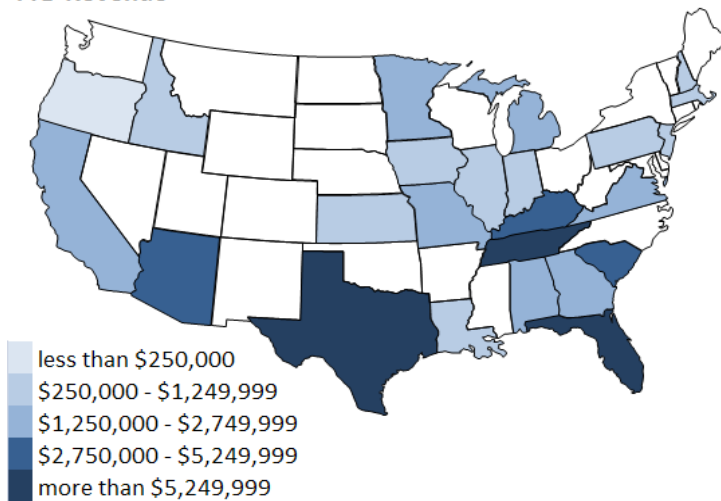 less than $250,000
$250,000 - $1,249,999
$1,250,000 - $2,749,999
$2,750,000 - $5,249,999
more than $5,249,999